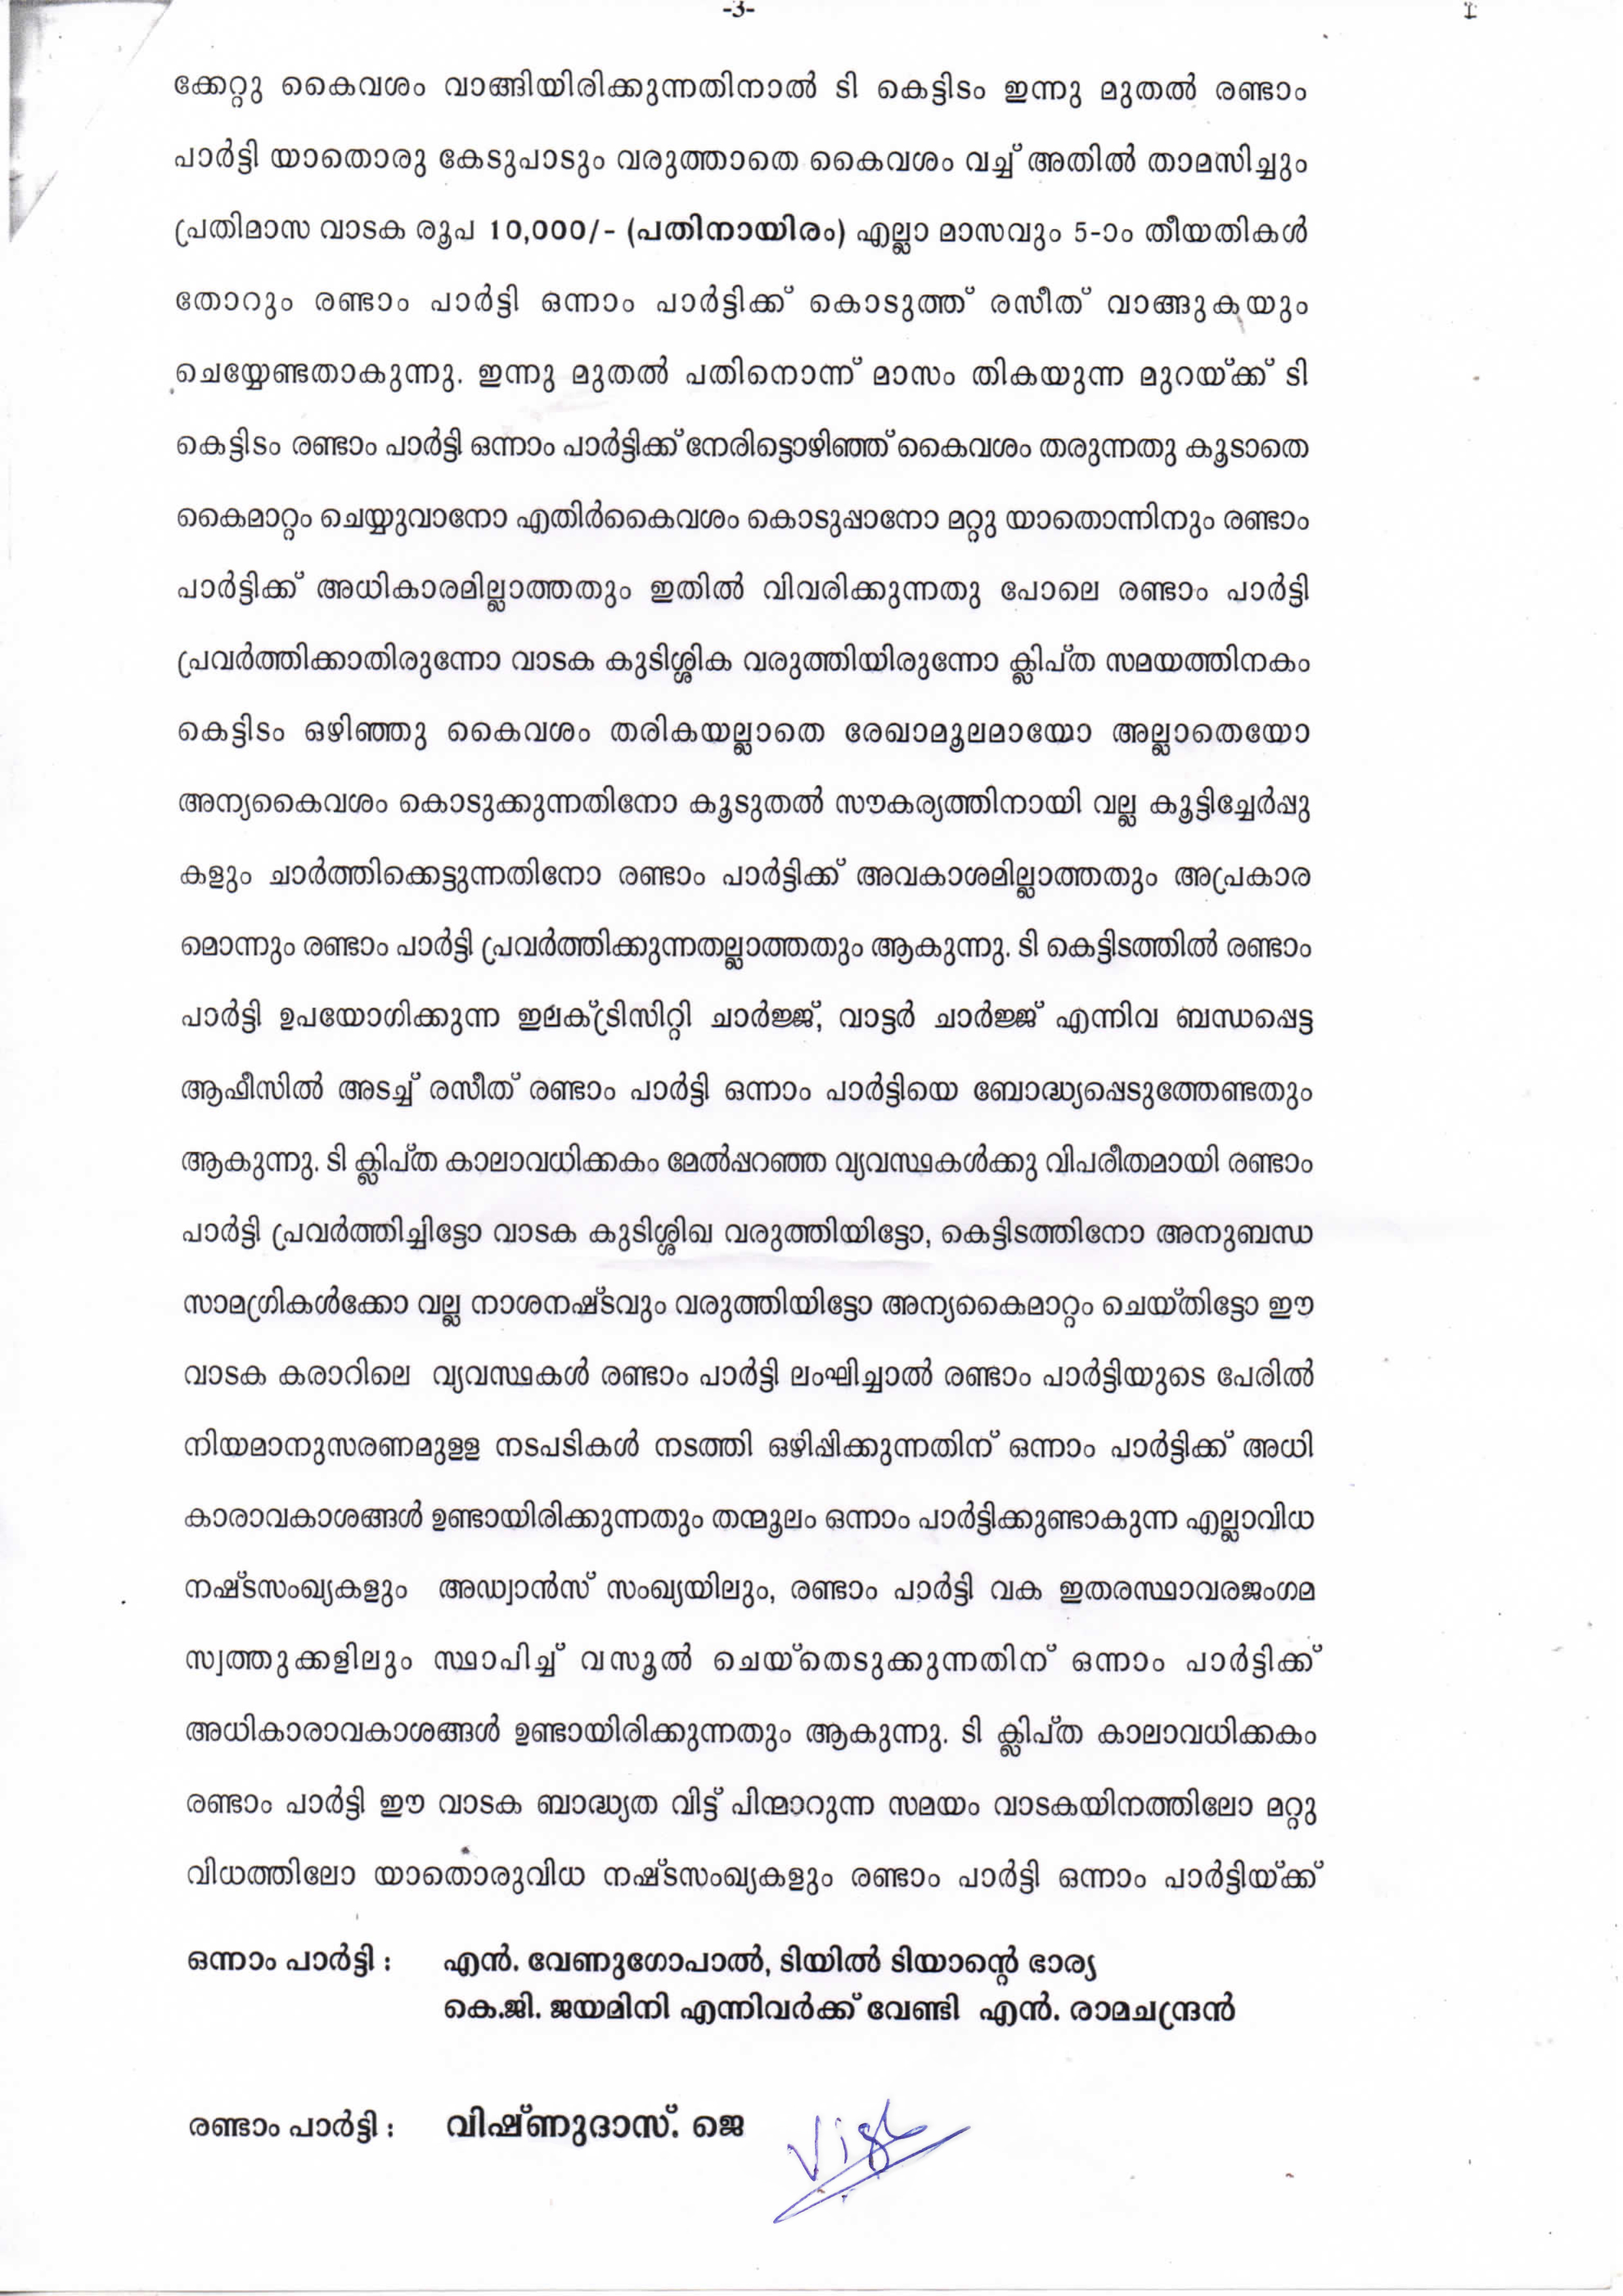 -3-
ക്കേറ്റു കൈവശം വാങ്ങിയിരിക്കുന്നതിനാൽ ടി കെട്ടിടം ഇന്നു മുതൽ രണ്ടാം
പാർട്ടി യാതൊരു കേടുപാടും വരുത്താതെ കൈവശം വച്ച് അതിൽ താമസിച്ചും
പ്രതിമാസ വാടക രൂപ 10,000/- (പതിനായിരം) എല്ലാ മാസവും 5-ാം തീയതികൾ
തോറും രണ്ടാം പാർട്ടി ഒന്നാം പാർട്ടിക്ക് കൊടുത്ത് രസീത് വാങ്ങുകയും
ചെയ്യേണ്ടതാകുന്നു. ഇന്നു മുതൽ പതിനൊന്ന് മാസം തികയുന്ന മുറയ്ക്ക് ടി
കെട്ടിടം രണ്ടാം പാർട്ടി ഒന്നാം പാർട്ടിക്ക് നേരിട്ടൊഴിഞ്ഞ് കൈവശം തരുന്നതു കൂടാതെ
കൈമാറ്റം ചെയ്യുവാനോ എതിർകൈവശം കൊടുപ്പാനോ മറ്റു യാതൊന്നിനും രണ്ടാം
പാർട്ടിക്ക് അധികാരമില്ലാത്തതും ഇതിൽ വിവരിക്കുന്നതു പോലെ രണ്ടാം പാർട്ടി
പ്രവർത്തിക്കാതിരുന്നോ വാടക കുടിശ്ശിക വരുത്തിയിരുന്നോ ക്ലിപ്ത സമയത്തിനകം
കെട്ടിടം ഒഴിഞ്ഞു കൈവശം തരികയല്ലാതെ രേഖാമൂലമായോ അല്ലാതെയോ
അന്യകൈവശം കൊടുക്കുന്നതിനോ കൂടുതൽ സൗകര്യത്തിനായി വല്ല കൂട്ടിച്ചേർപ്പു
കളും ചാർത്തിക്കെട്ടുന്നതിനോ രണ്ടാം പാർട്ടിക്ക് അവകാശമില്ലാത്തതും അപ്രകാര
മൊന്നും രണ്ടാം പാർട്ടി പ്രവർത്തിക്കുന്നതല്ലാത്തതും ആകുന്നു. ടി കെട്ടിടത്തിൽ രണ്ടാം
പാർട്ടി ഉപയോഗിക്കുന്ന ഇലക്ട്രിസിറ്റി ചാർജ്ജ്, വാട്ടർ ചാർജ്ജ് എന്നിവ ബന്ധപ്പെട്ട
ആഫീസിൽ അടച്ച് രസീത് രണ്ടാം പാർട്ടി ഒന്നാം പാർട്ടിയെ ബോദ്ധ്യപ്പെടുത്തേണ്ടതും
ആകുന്നു. ടി ക്ലിപ്ത കാലാവധിക്കകം മേൽപ്പറഞ്ഞ വ്യവസ്ഥകൾക്കു വിപരീതമായി രണ്ടാം
പാർട്ടി പ്രവർത്തിച്ചിട്ടോ വാടക കുടിശ്ശിഖ വരുത്തിയിട്ടോ, കെട്ടിടത്തിനോ അനുബന്ധ
സാമഗ്രികൾക്കോ വല്ല നാശനഷ്ടവും വരുത്തിയിട്ടോ അന്യകൈമാറ്റം ചെയ്തിട്ടോ ഈ
വാടക കരാറിലെ വ്യവസ്ഥകൾ രണ്ടാം പാർട്ടി ലംഘിച്ചാൽ രണ്ടാം പാർട്ടിയുടെ പേരിൽ
നിയമാനുസരണമുള്ള നടപടികൾ നടത്തി ഒഴിപ്പിക്കുന്നതിന് ഒന്നാം പാർട്ടിക്ക് അധി
കാരാവകാശങ്ങൾ ഉണ്ടായിരിക്കുന്നതും തന്മൂലം ഒന്നാം പാർട്ടിക്കുണ്ടാകുന്ന എല്ലാവിധ
നഷ്ടസംഖ്യകളും അഡ്വാൻസ് സംഖ്യയിലും, രണ്ടാം പാർട്ടി വക ഇതരസ്ഥാവരജംഗമ
സ്വത്തുക്കളിലും സ്ഥാപിച്ച് വസൂൽ ചെയ്തെടുക്കുന്നതിന് ഒന്നാം പാർട്ടിക്ക്
അധികാരാവകാശങ്ങൾ ഉണ്ടായിരിക്കുന്നതും ആകുന്നു. ടി ക്ലിപ്ത കാലാവധിക്കകം
രണ്ടാം പാർട്ടി ഈ വാടക ബാദ്ധ്യത വിട്ട് പിന്മാറുന്ന സമയം വാടകയിനത്തിലോ മറ്റു
വിധത്തിലോ യാതൊരുവിധ നഷ്ടസംഖ്യകളും രണ്ടാം പാർട്ടി ഒന്നാം പാർട്ടിയ്ക്ക്
ഒന്നാം പാർട്ടി : എൻ. വേണുഗോപാൽ, ടിയിൽ ടിയാന്റെ ഭാര്യ
കെ.ജി. ജയമിനി എന്നിവർക്ക് വേണ്ടി എൻ. രാമചന്ദ്രൻ
രണ്ടാം പാർട്ടി : വിഷ്ണുദാസ്. ജെ